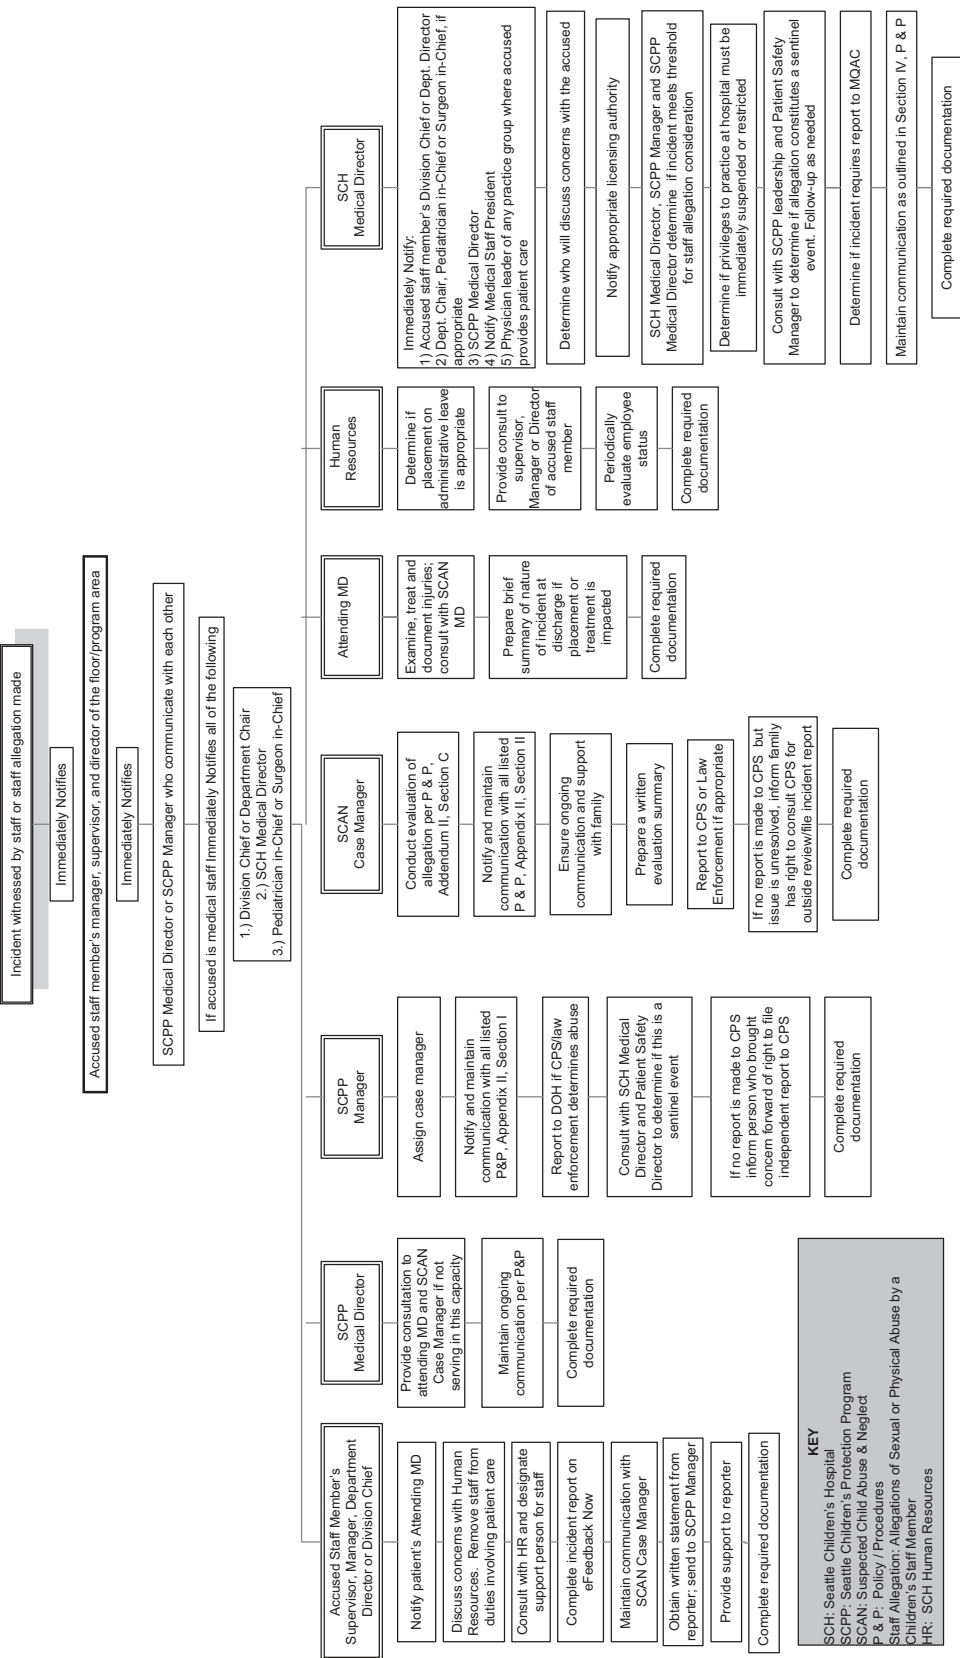 Incident witnessed by staff or staff allegation made
Immediately Notifies
Accused staff member's manager, supervisor, and director of the floor/program area
Immediately Notifies
SCPP Medical Director or SCPP Manager who communicate with each other
If accused is medical staff Immediately Notifies all of the following
1.) Division Chief or Department Chair
2.) SCH Medical Director
3.) Pediatrician in-Chief or Surgeon in-Chief
Accused Staff Member's
Supervisor, Manager, Department
Director or Division Chief
Notify patient's Attending MD
Discuss concerns with Human
Resources. Remove staff from
duties involving patient care
Consult with HR and designate
support person for staff
Complete incident report on
eFeedback Now
Maintain communication with
SCAN Case Manager
Obtain written statement from
reporter; send to SCPP Manager
Provide support to reporter
Complete required documentation
SCPP
Medical Director
Provide consultation to
attending MD and SCAN
Case Manager if not
serving in this capacity
Maintain ongoing
communication per P&P
Complete required
documentation
SCPP
Manager
Assign case manager
Notify and maintain
communication with all listed
P&P, Appendix II, Section I
Report to DOH if CPS/law
enforcement determines abuse
Consult with SCH Medical
Director and Patient Safety
Director to determine if this is a
sentinel event
If no report is made to CPS
inform person who brought
concern forward of right to file
independent report to CPS
Complete required
documentation
SCAN
Case Manager
Conduct evaluation of
allegation per P & P,
Addendum II, Section C
Notify and maintain
communication with all listed
P & P, Appendix II, Section II
Ensure ongoing
communication and support
with family
Prepare a written
evaluation summary
Report to CPS or Law
Enforcement if appropriate
If no report is made to CPS but
issue is unresolved, inform family
has right to consult CPS for
outside review/file incident report
Complete required
documentation
Attending MD
Examine, treat and
document injuries;
consult with SCAN
MD
Prepare brief
summary of nature
of incident at
discharge if
placement or
treatment is
impacted
Complete required
documentation
Human
Resources
Determine if
placement on
administrative leave
is appropriate
Provide consult to
supervisor,
Manager or Director
of accused staff
member
Periodically
evaluate employee
status
Complete required
documentation
SCH
Medical Director
Immediately Notify:
1) Accused staff member's Division Chief or Dept. Director
2) Dept. Chair, Pediatrician in-Chief or Surgeon in-Chief, if
appropriate
3) SCPP Medical Director
4) Notify Medical Staff President
5) Physician leader of any practice group where accused
provides patient care
Determine who will discuss concerns with the accused
Notify appropriate licensing authority
SCH Medical Director, SCPP Manager and SCPP
Medical Director determine if incident meets threshold
for staff allegation consideration
Determine if privileges to practice at hospital must be
immediately suspended or restricted
Consult with SCPP leadership and Patient Safety
Manager to determine if allegation constitutes a sentinel
event. Follow-up as needed
Determine if incident requires report to MQAC
Maintain communication as outlined in Section IV, P & P
Complete required documentation
KEY
SCH: Seattle Children's Hospital
SCPP: Seattle Children's Protection Program
SCAN: Suspected Child Abuse & Neglect
P & P: Policy / Procedures
Staff Allegation: Allegations of Sexual or Physical Abuse by a
Children's Staff Member
HR: SCH Human Resources